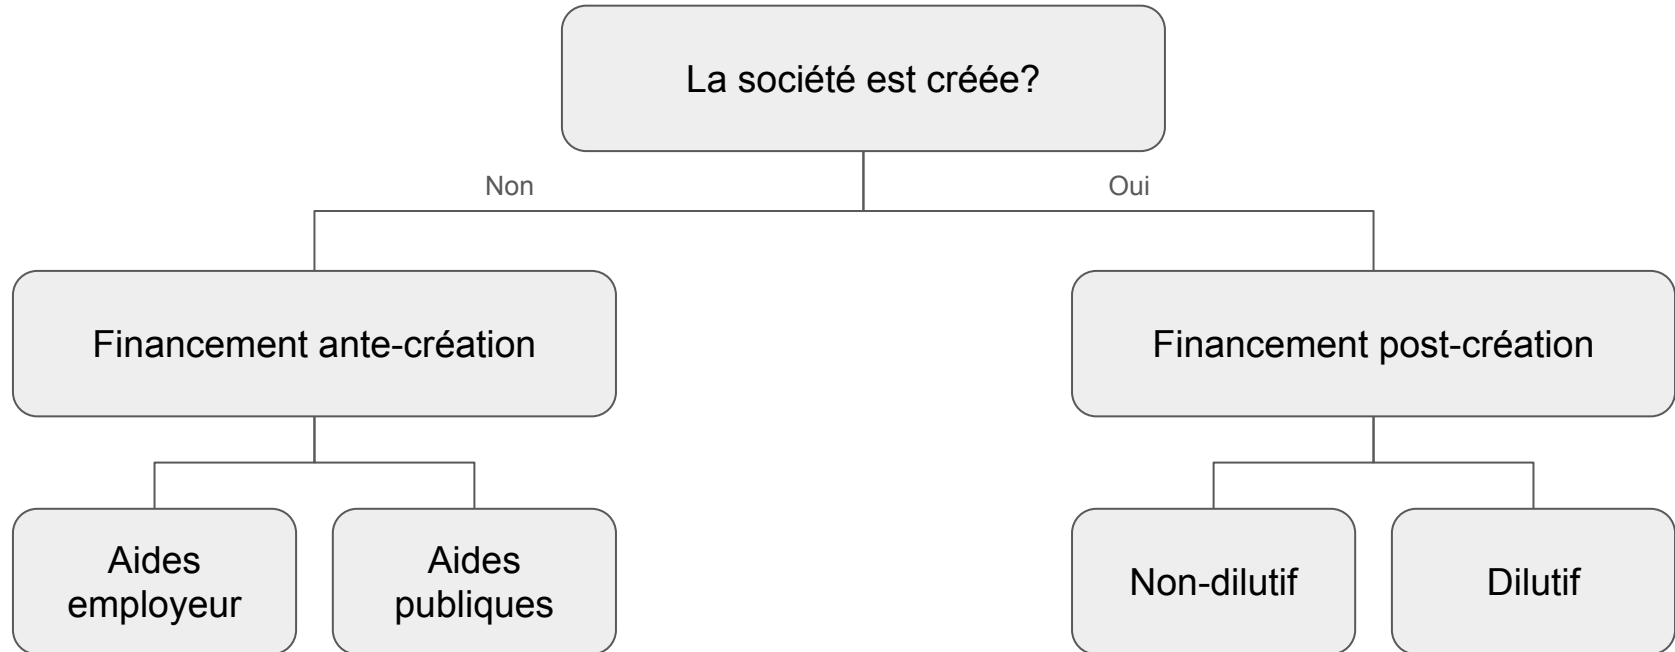 La société est créée?
Non
Oui
Financement ante-création
Financement post-création
Aides
employeur
Aides
publiques
Non-dilutif
Dilutif